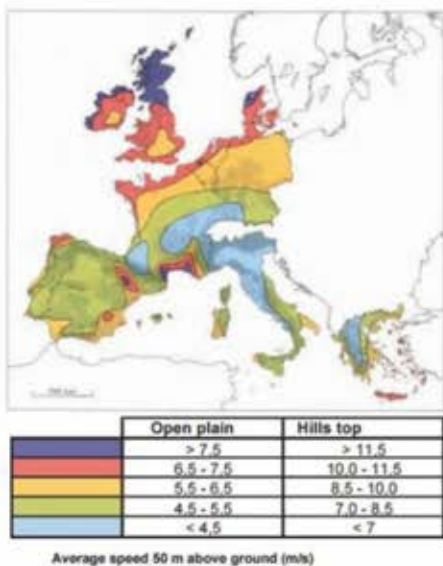 Open plain Hills top
> 7,5 > 11,5
6.5 - 7.5 10,0 - 11,5
5.5 - 6.5 8,5 - 10.0
4.5 - 5.5 7,0 - 8.5
< 4,5 < 7
Average speed 50 m above ground (m/s)